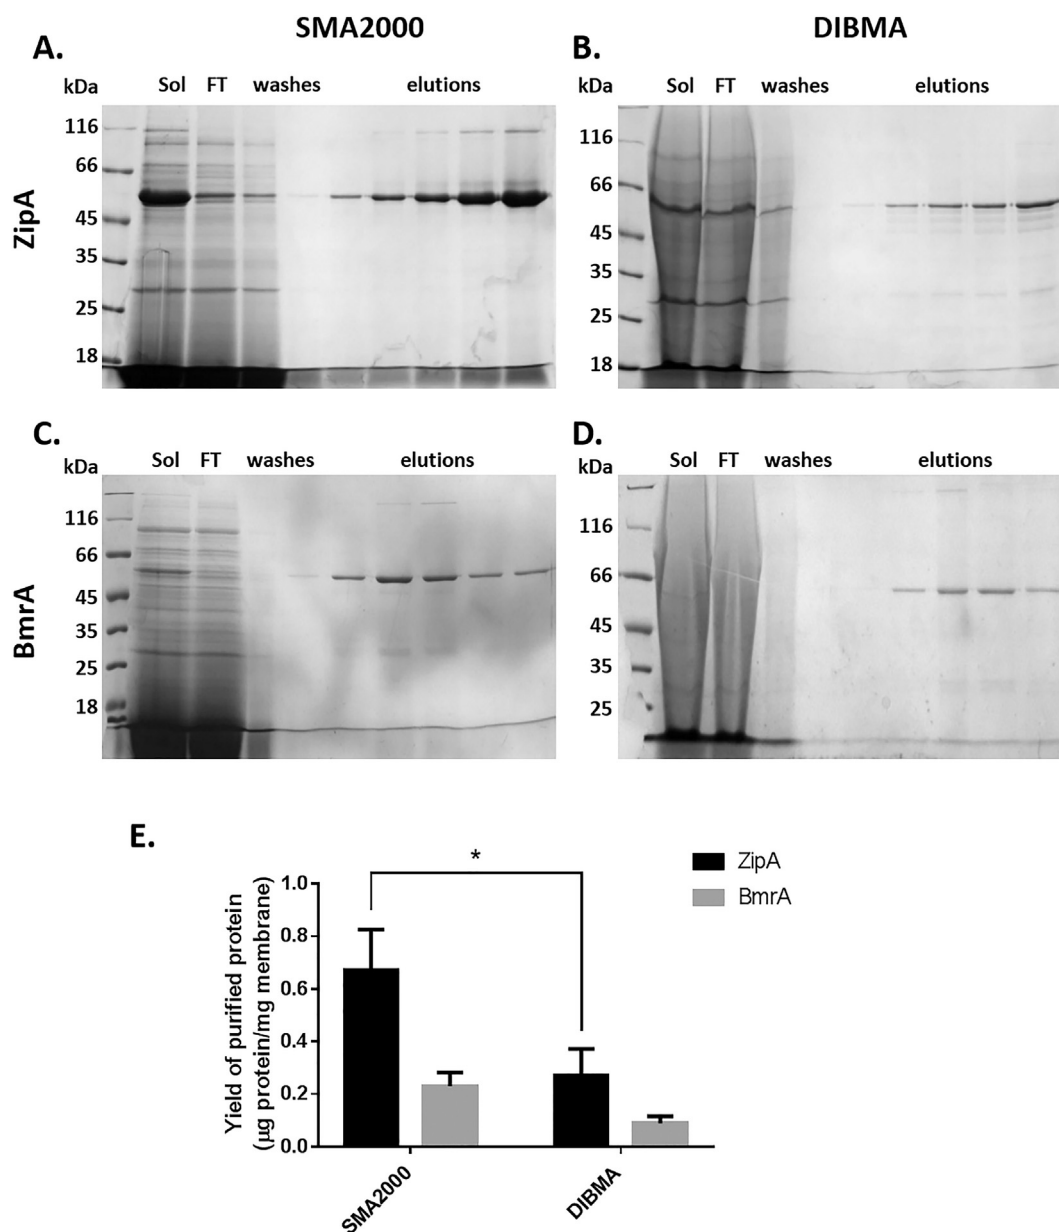 SMA2000
DIBMA
A.
kDa Sol FT washes elutions
116
66
45
35
25
18
ZipA
B.
kDa Sol FT washes elutions
116
66
45
35
25
18
C.
kDa Sol FT washes elutions
116
66
45
35
25
18
BmrA
D.
kDa Sol FT washes elutions
116
66
45
35
25
E.
*
ZipA
BmrA
Yield of purified protein
(µg protein/mg membrane)
1.0
0.8
0.6
0.4
0.2
0.0
SMA2000
DIBMA